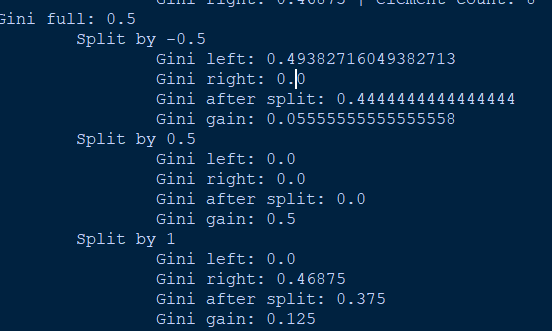 Gini right: 0.46875 | element count: 8
Gini full: 0.5
Split by -0.5
Gini left: 0.49382716049382713
Gini right: 0.0
Gini after split: 0.4444444444444444
Gini gain: 0.05555555555555558
Split by 0.5
Gini left: 0.0
Gini right: 0.0
Gini after split: 0.0
Gini gain: 0.5
Split by 1
Gini left: 0.0
Gini right: 0.46875
Gini after split: 0.375
Gini gain: 0.125